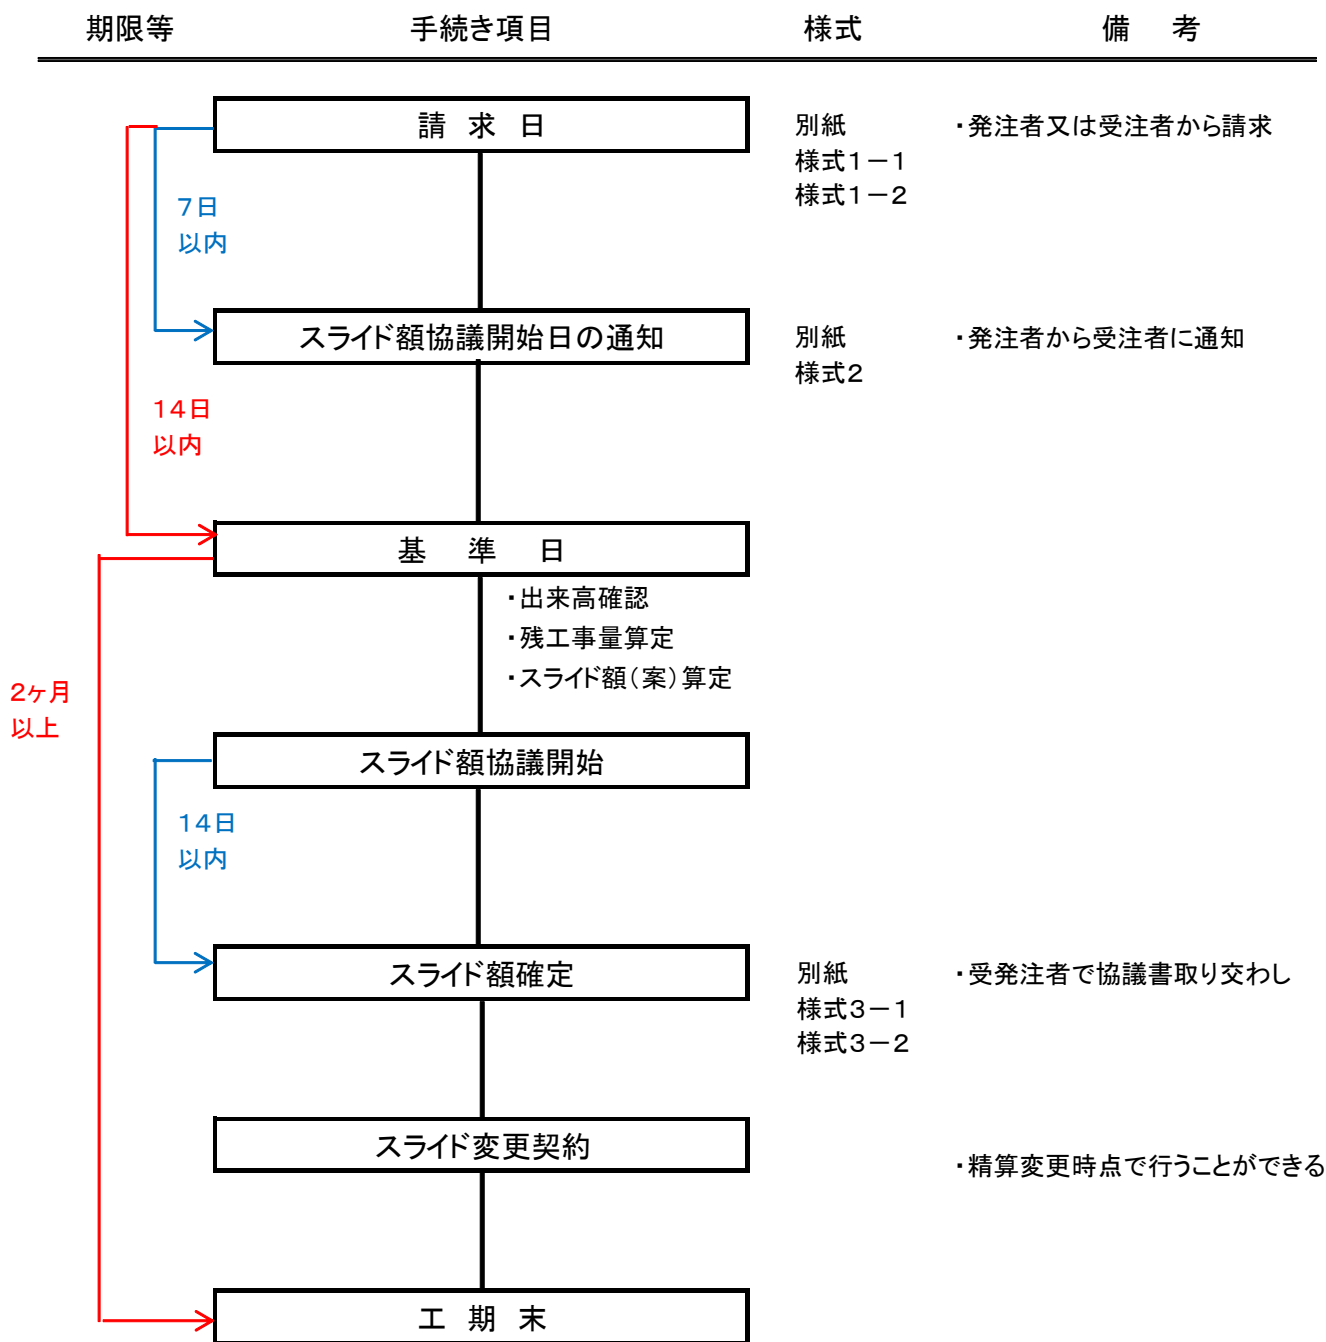 期限等　手続き項目　様式　備　考
請　求　日
別紙
様式１－１
様式１－２
・発注者又は受注者から請求
７日
以内
スライド額協議開始日の通知
別紙
様式２
・発注者から受注者に通知
１４日
以内
基　準　日
・出来高確認
・残工事量算定
・スライド額（案）算定
２ヶ月
以上
スライド額協議開始
１４日
以内
スライド額確定
別紙
様式３－１
様式３－２
・受発注者で協議書取り交わし
スライド変更契約
・精算変更時点で行うことができる
工　期　末